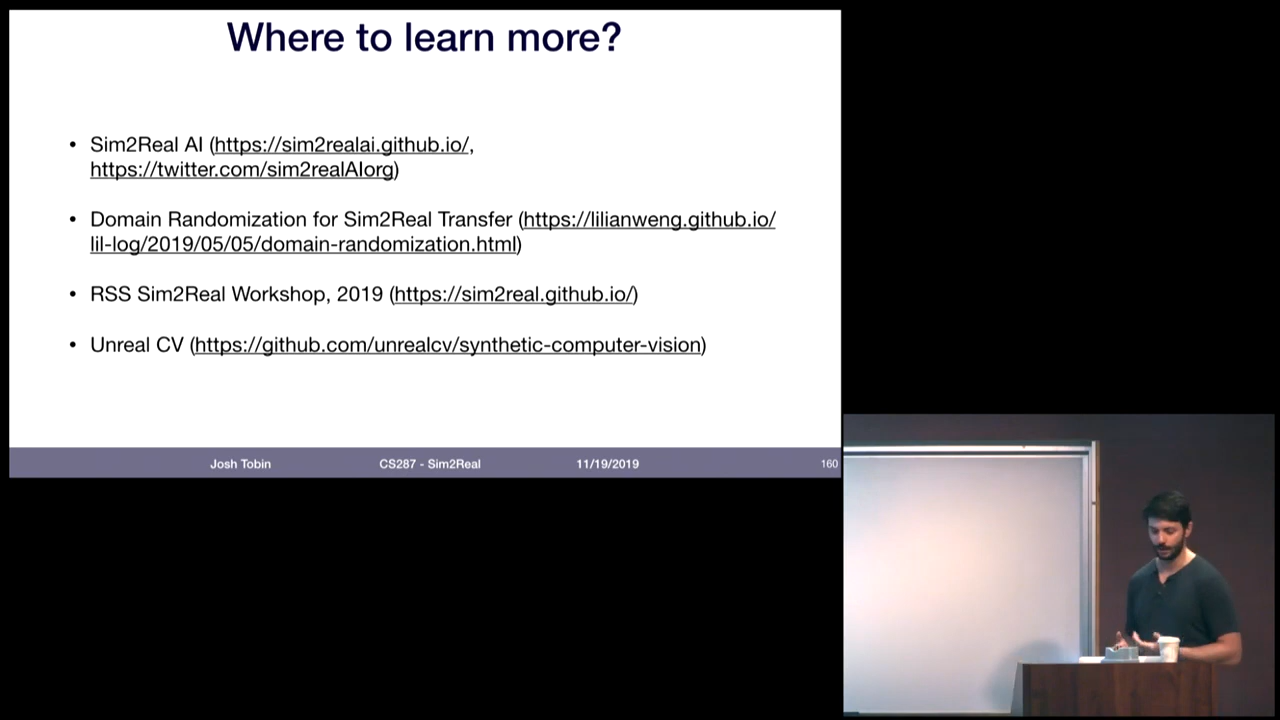 Where to learn more?
• Sim2Real AI (https://sim2realai.github.io/,
https://twitter.com/sim2realAIorg)
• Domain Randomization for Sim2Real Transfer (https://lilianweng.github.io/
lil-log/2019/05/05/domain-randomization.html)
• RSS Sim2Real Workshop, 2019 (https://sim2real.github.io/)
• Unreal CV (https://github.com/unrealcv/synthetic-computer-vision)
Josh Tobin CS287 - Sim2Real 11/19/2019 160